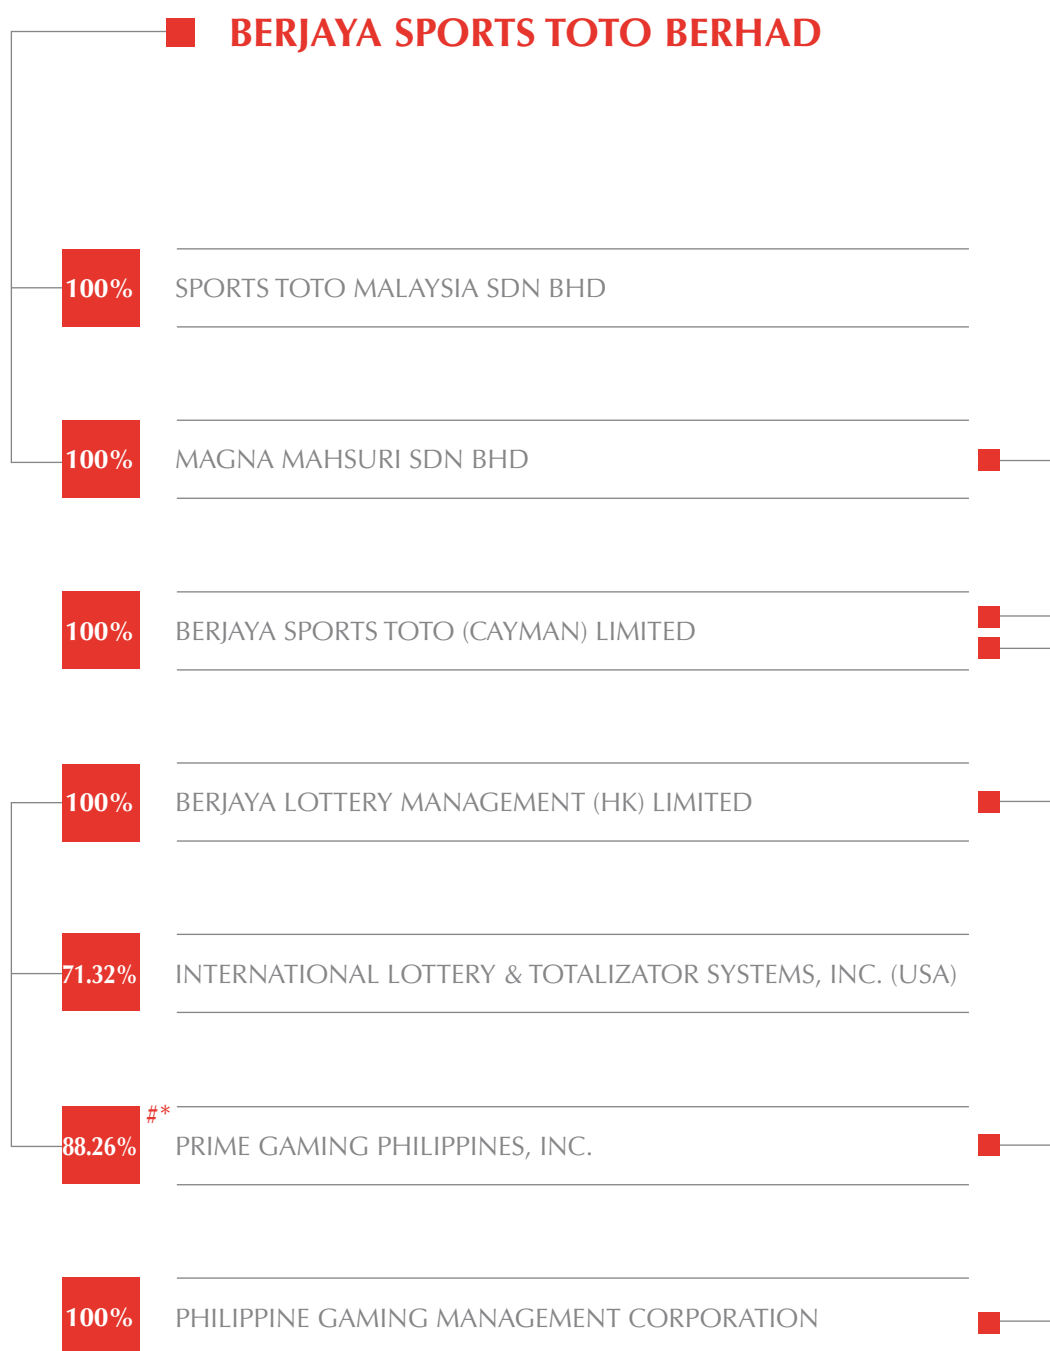 BERJAYA SPORTS TOTO BERHAD
100% SPORTS TOTO MALAYSIA SDN BHD
100% MAGNA MAHSURI SDN BHD
100% BERJAYA SPORTS TOTO (CAYMAN) LIMITED
100% BERJAYA LOTTERY MANAGEMENT (HK) LIMITED
71.32% INTERNATIONAL LOTTERY & TOTALIZATOR SYSTEMS, INC. (USA)
88.26% #* PRIME GAMING PHILIPPINES, INC.
100% PHILIPPINE GAMING MANAGEMENT CORPORATION